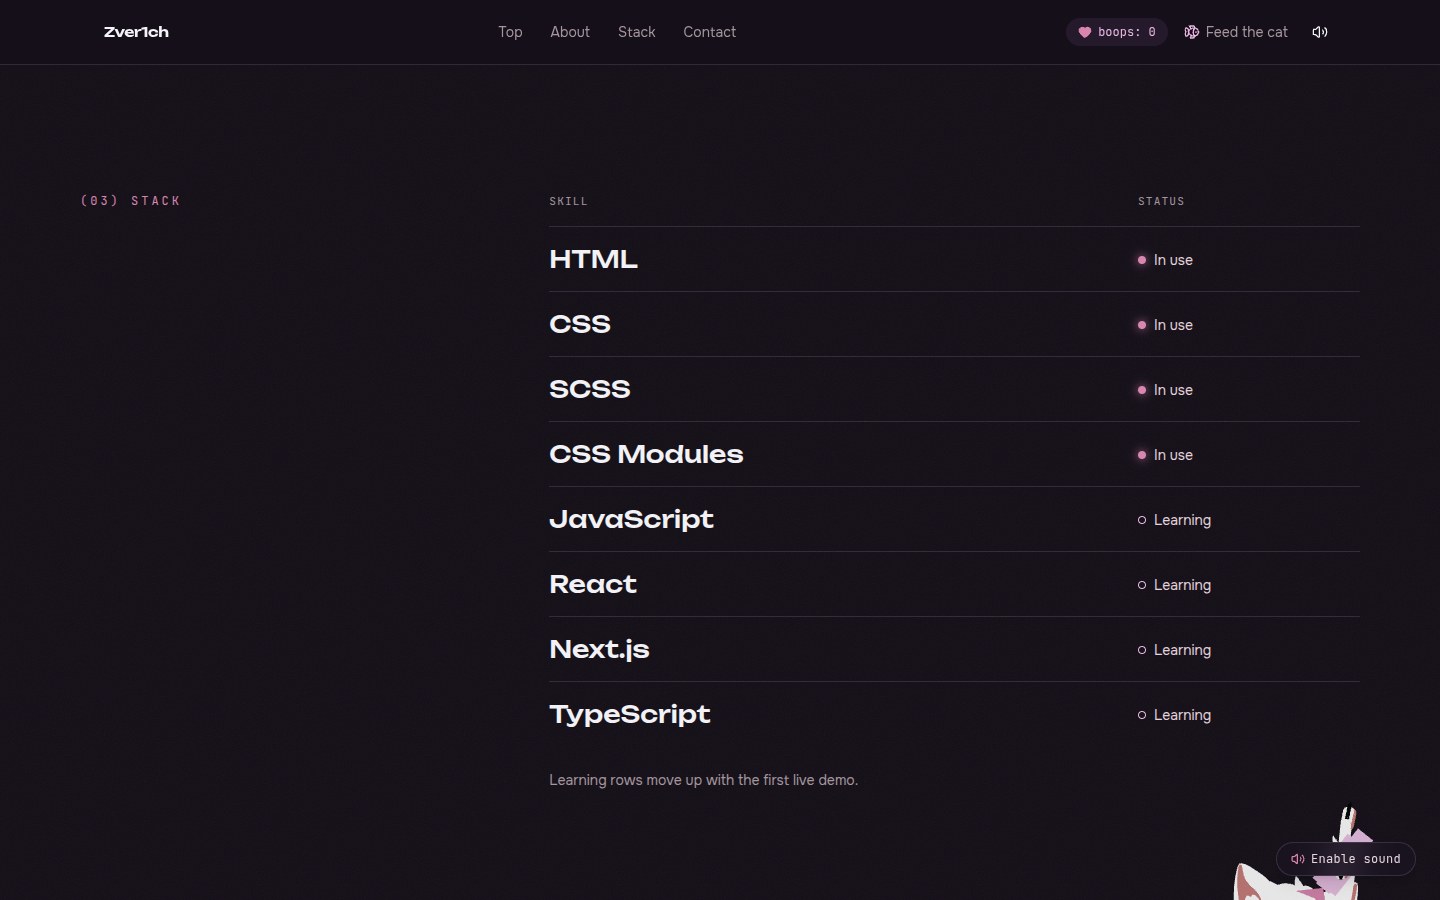 Zver1ch
Top About Stack Contact
boops: 0
Feed the cat
(03) STACK
SKILL STATUS
HTML In use
CSS In use
SCSS In use
CSS Modules In use
JavaScript Learning
React Learning
Next.js Learning
TypeScript Learning
Learning rows move up with the first live demo.
Enable sound